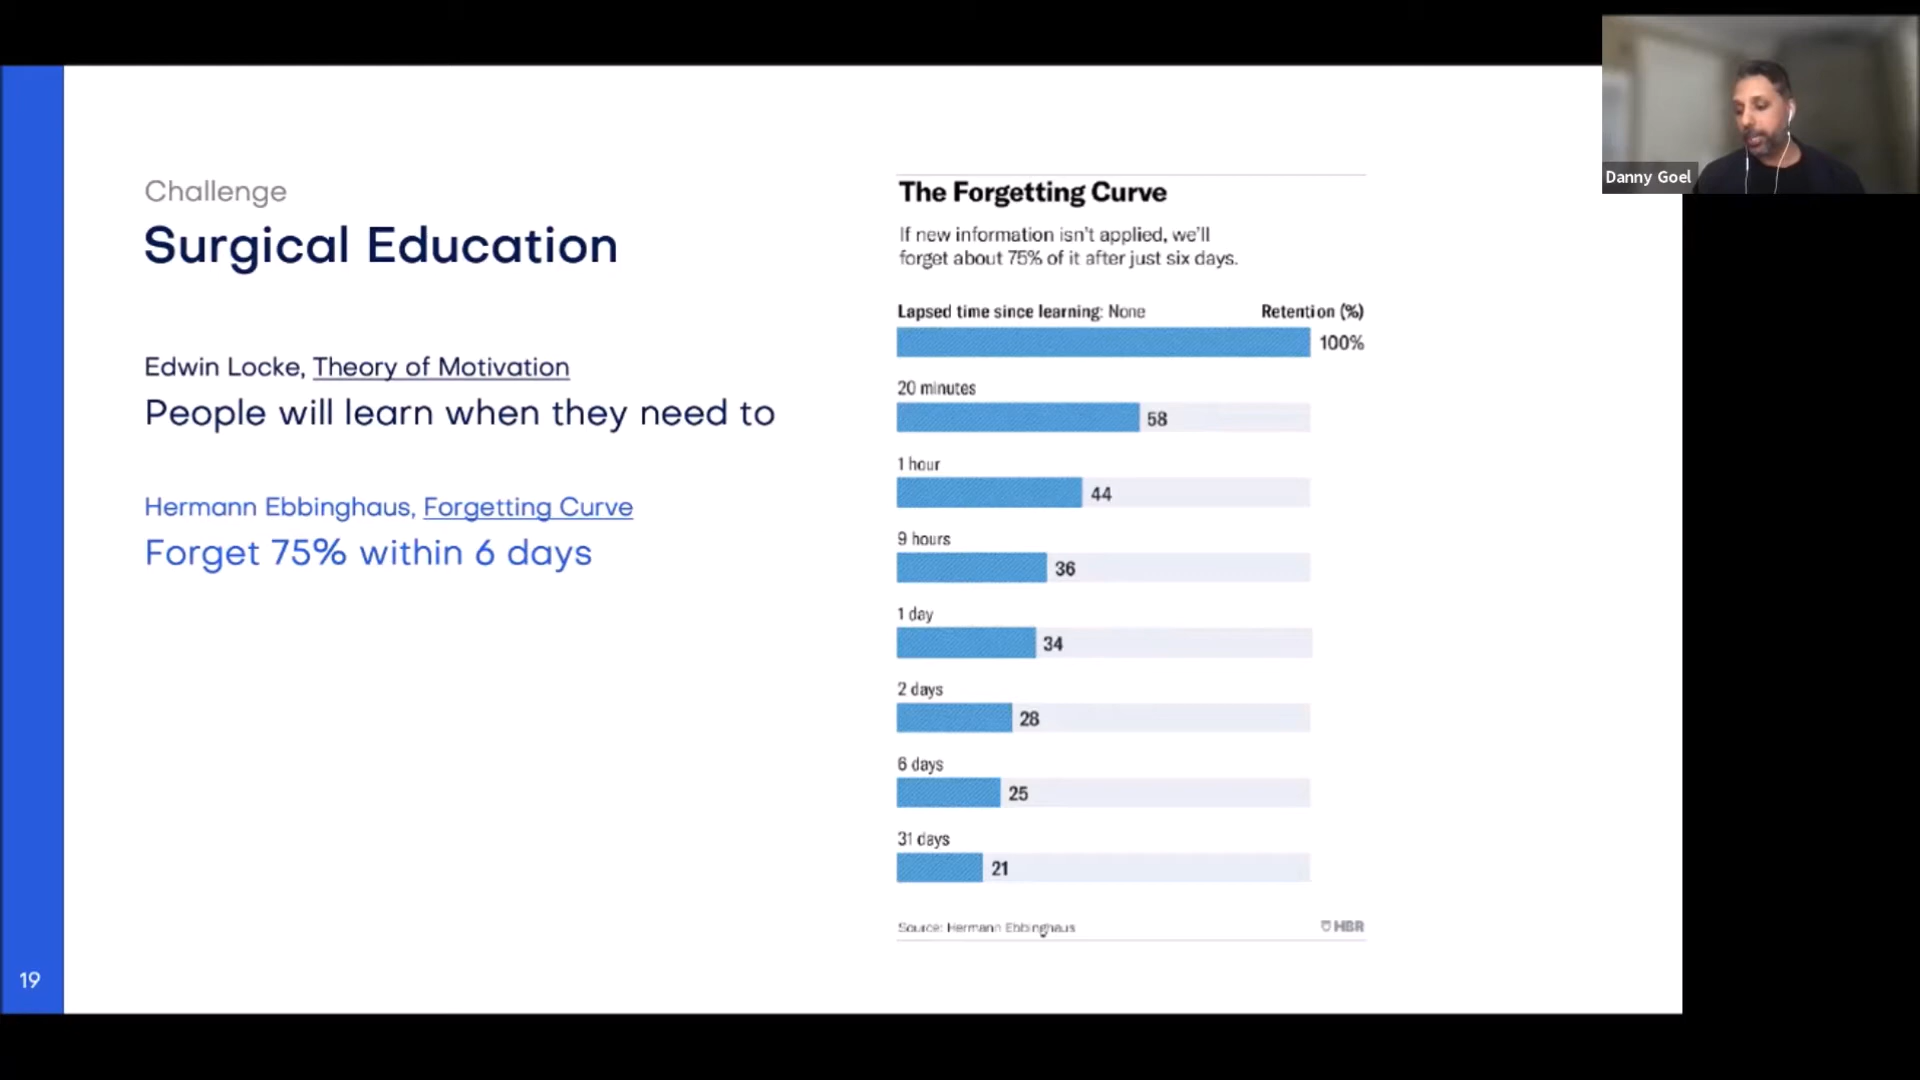 Challenge
Surgical Education
Edwin Locke, Theory of Motivation
People will learn when they need to
Hermann Ebbinghaus, Forgetting Curve
Forget 75% within 6 days
19
The Forgetting Curve
If new information isn't applied, we'll
forget about 75% of it after just six days.
Lapsed time since learning: None Retention (%)
100%
20 minutes
58
1 hour
44
9 hours
36
1 day
34
2 days
28
6 days
25
31 days
21
Source: Hermann Ebbinghaus HBR
Danny Goel